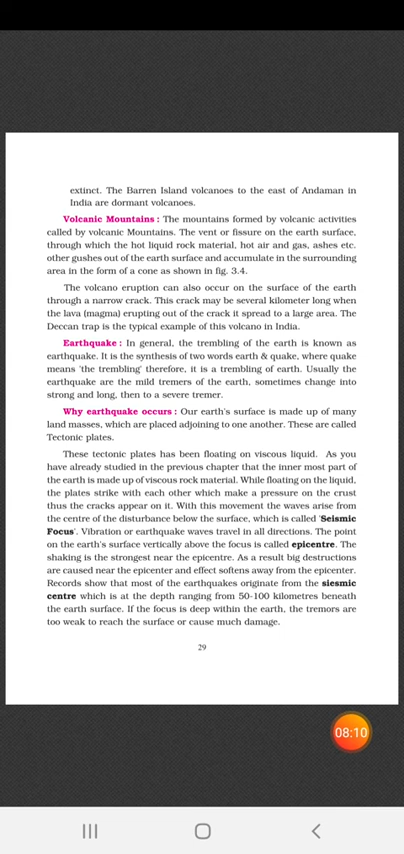 extinct. The Barren Island volcanoes to the east of Andaman in
India are dormant volcanoes.
Volcanic Mountains : The mountains formed by volcanic activities
called by volcanic Mountains. The vent or fissure on the earth surface,
through which the hot liquid rock material, hot air and gas, ashes etc.
other gushes out of the earth surface and accumulate in the surrounding
area in the form of a cone as shown in fig. 3.4.
The volcano eruption can also occur on the surface of the earth
through a narrow crack. This crack may be several kilometer long when
the lava (magma) erupting out of the crack it spread to a large area. The
Deccan trap is the typical example of this volcano in India.
Earthquake : In general, the trembling of the earth is known as
earthquake. It is the synthesis of two words earth & quake, where quake
means 'the trembling' therefore, it is a trembling of earth. Usually the
earthquake are the mild tremers of the earth, sometimes change into
strong and long, then to a severe tremer.
Why earthquake occurs : Our earth's surface is made up of many
land masses, which are placed adjoining to one another. These are called
Tectonic plates.
These tectonic plates has been floating on viscous liquid. As you
have already studied in the previous chapter that the inner most part of
the earth is made up of viscous rock material. While floating on the liquid,
the plates strike with each other which make a pressure on the crust
thus the cracks appear on it. With this movement the waves arise from
the centre of the disturbance below the surface, which is called 'Seismic
Focus'. Vibration or earthquake waves travel in all directions. The point
on the earth's surface vertically above the focus is called epicentre. The
shaking is the strongest near the epicentre. As a result big destructions
are caused near the epicenter and effect softens away from the epicenter.
Records show that most of the earthquakes originate from the siesmic
centre which is at the depth ranging from 50-100 kilometres beneath
the earth surface. If the focus is deep within the earth, the tremors are
too weak to reach the surface or cause much damage.
29
08:10